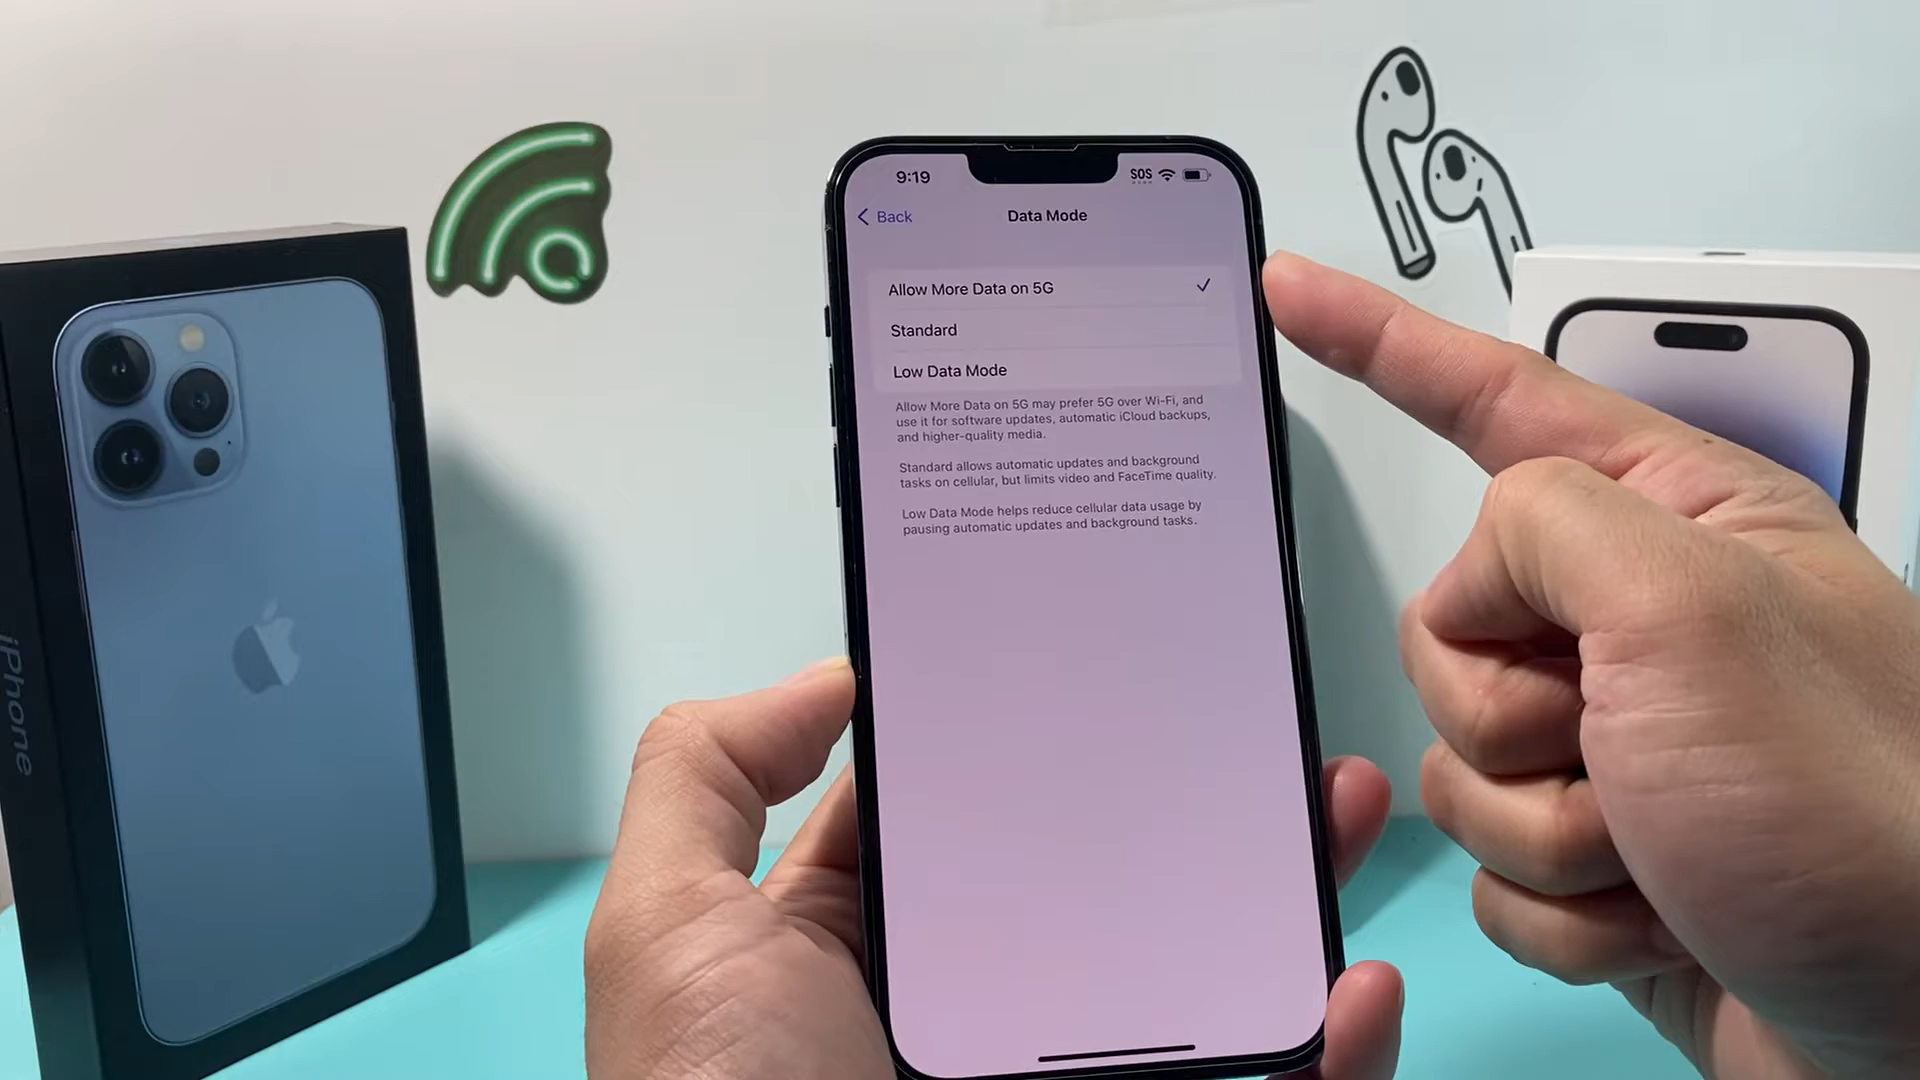 9:19
SOS
Back
Data Mode
Allow More Data on 5G
Standard
Low Data Mode
Allow More Data on 5G may prefer 5G over Wi-Fi, and
use it for software updates, automatic iCloud backups,
and higher-quality media.
Standard allows automatic updates and background
tasks on cellular, but limits video and FaceTime quality.
Low Data Mode helps reduce cellular data usage by
pausing automatic updates and background tasks.
iPhone